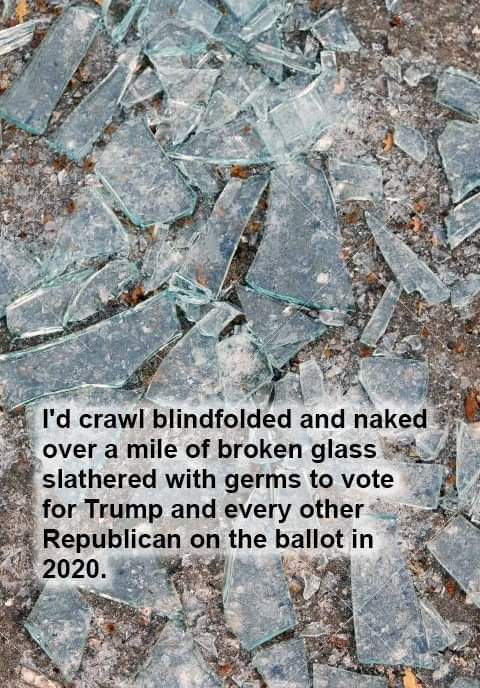 I'd crawl blindfolded and naked
over a mile of broken glass
slathered with germs to vote
for Trump and every other
Republican on the ballot in
2020.